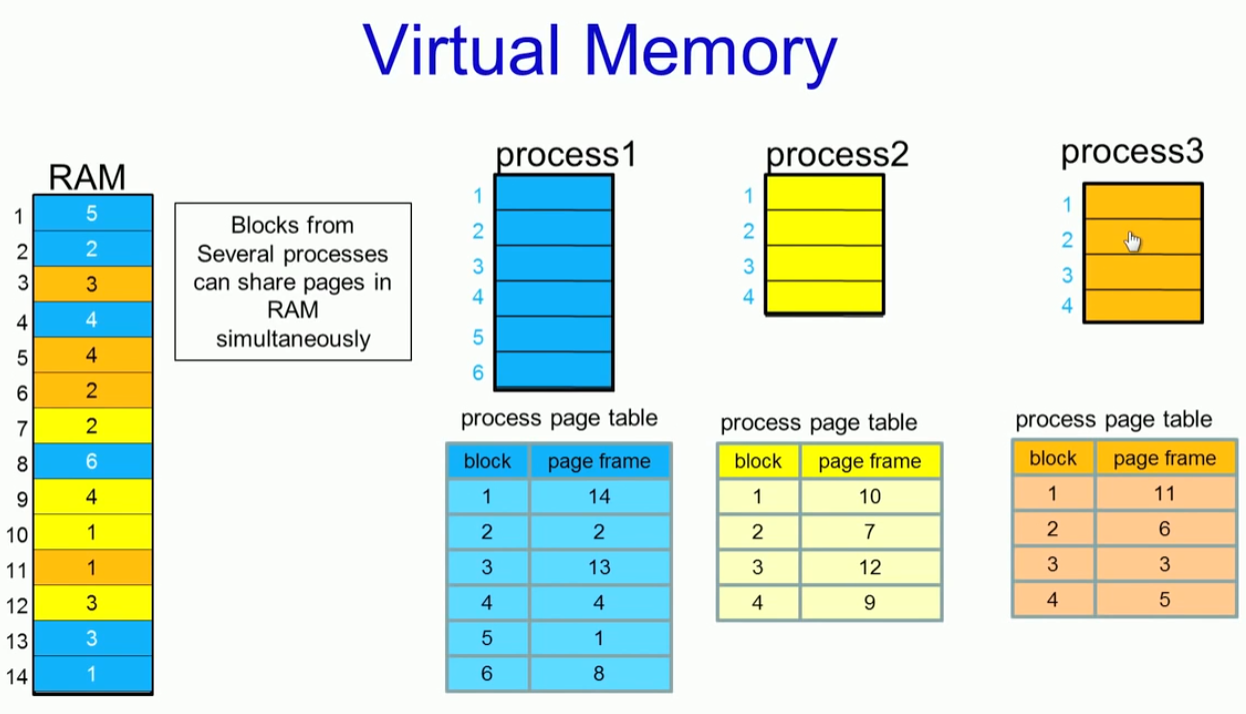 Virtual Memory
RAM
1 5
2 2
3 3
4 4
5 4
6 2
7 2
8 6
9 4
10 1
11 1
12 3
13 3
14 1
Blocks from
Several processes
can share pages in
RAM
simultaneously
process1
1
2
3
4
5
6
process page table
block page frame
1 14
2 2
3 13
4 4
5 1
6 8
process2
1
2
3
4
process page table
block page frame
1 10
2 7
3 12
4 9
process3
1
2
3
4
process page table
block page frame
1 11
2 6
3 3
4 5